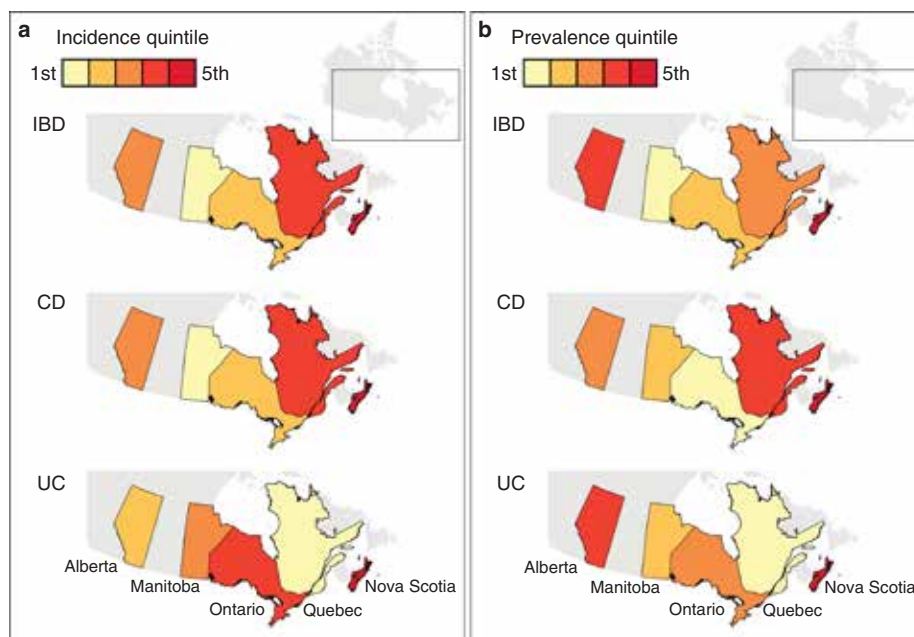 a Incidence quintile
1st 5th
IBD
CD
UC
Alberta
Manitoba
Ontario
Quebec
Nova Scotia
b Prevalence quintile
1st 5th
IBD
CD
UC
Alberta
Manitoba
Ontario
Quebec
Nova Scotia